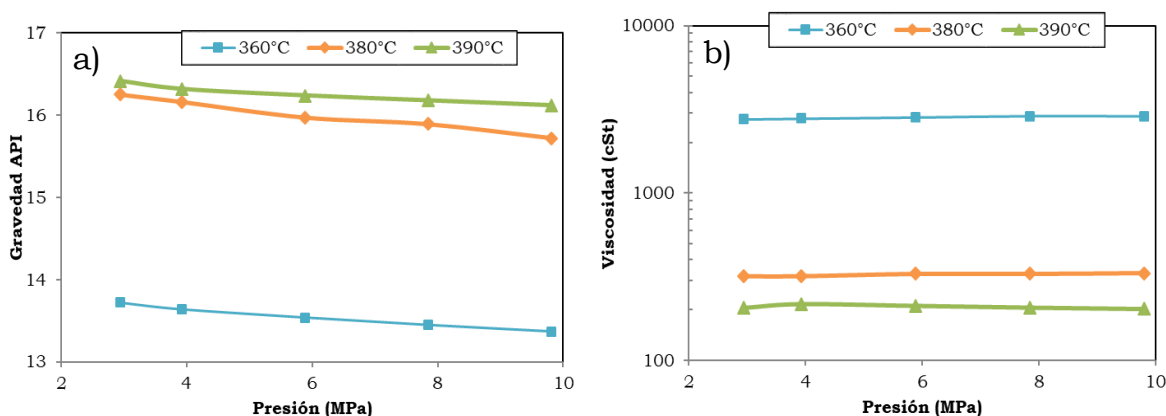 a)
360°C 380°C 390°C
Gravedad API
17
16
15
14
13
2 4 6 8 10
Presión (MPa)
b)
360°C 380°C 390°C
Viscosidad (cSt)
10000
1000
100
2 4 6 8 10
Presión (MPa)